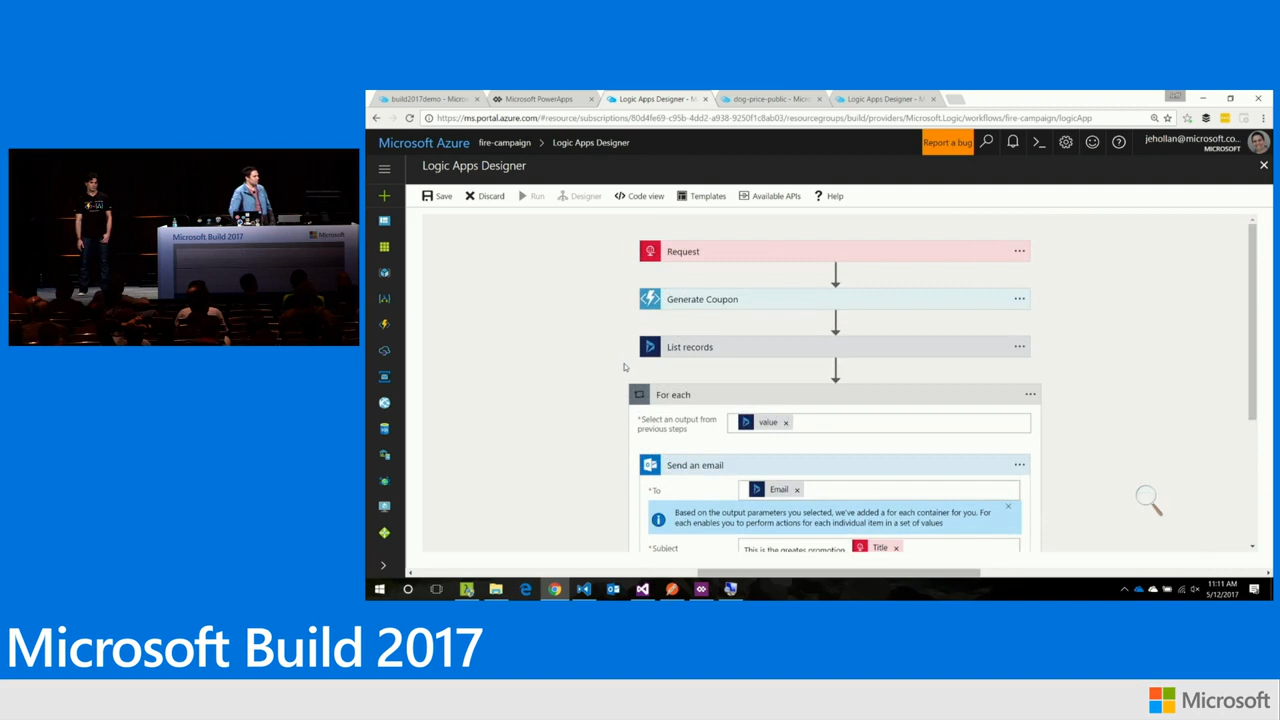 build2017demo - Micros
Microsoft PowerApps
Logic Apps Designer - M
dog-price-public - Micros
Logic Apps Designer - M
https://ms.portal.azure.com/#resource/subscriptions/80d4fe69-c95b-4dd2-a938-9250f1c8ab03/resourcegroups/build/providers/Microsoft.Logic/workflows/fire-campaign/logicApp
Microsoft Azure fire-campaign > Logic Apps Designer
Report a bug
jehollan@microsoft.co...
MICROSOFT
Logic Apps Designer
Save Discard Run Designer Code view Templates Available APIs Help
Request
Generate Coupon
List records
For each
*Select an output from
previous steps
value
Send an email
*To
Email
Based on the output parameters you selected, we've added a for each container for you. For
each enables you to perform actions for each individual item in a set of values
*Subject
This is the greates promotion
Title
11:11 AM
5/12/2017
Microsoft Build 2017
Microsoft
Microsoft Build 2017
Microsoft